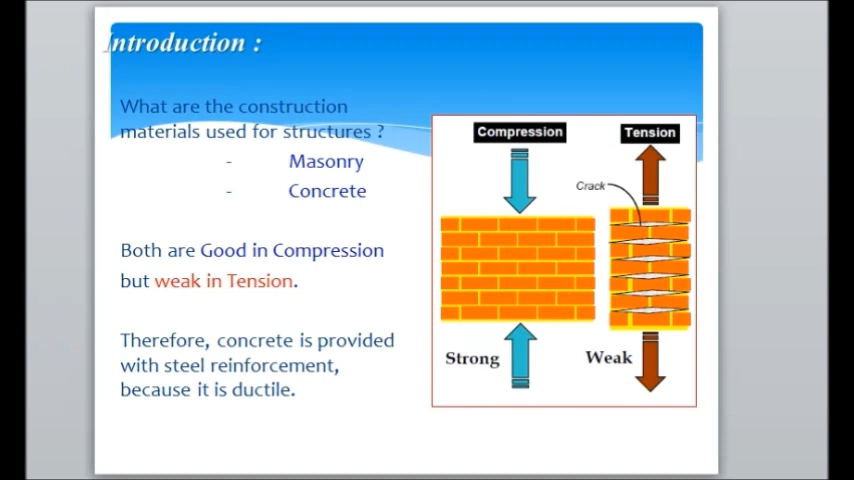 Introduction :
What are the construction
materials used for structures ?
- Masonry
- Concrete
Both are Good in Compression
but weak in Tension.
Therefore, concrete is provided
with steel reinforcement,
because it is ductile.
Compression
Tension
Crack
Strong
Weak